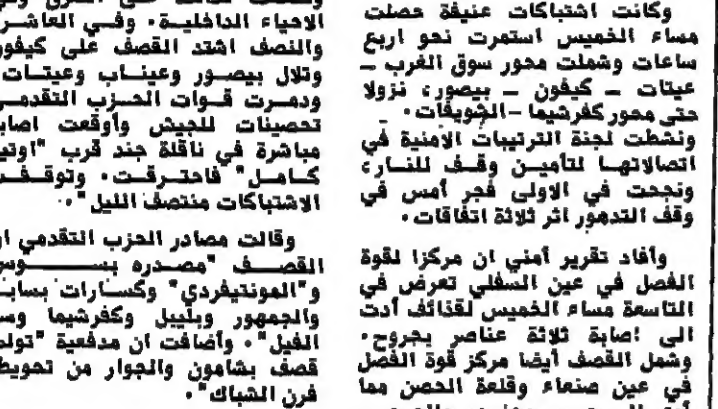 وكانت اشتباكات عنيفة حصلت
مساء الخميس استمرت نحو اربع
ساعات وشملت محور سوق الغرب ـ
عيتات ـ كيفون ـ بيصور، نزولا
حتى محور كفرشيما -الشويفات.
ونشطت لجنة الترتيبات الامنية في
اتصالاتها لتأمين وقف للنار،
ونجحت في الاولى فجر أمس في
وقف التدهور اثر ثلاثة اتفاقات.
وأفاد تقرير أمني ان مركزا لقوة
الفصل في عين السفلي تعرض في
التاسعة مساء الخميس لقذائف أدت
الى اصابة ثلاثة عناصر بجروح.
وشمل القصف أيضا مركز قوة الفصل
في عين صنعاء وقلعة الحصن مما
الاحياء الداخلية. وفي العاشر
والنصف اشتد القصف على كيفون
وتلال بيصور وعيناب وعيتات
ودمرت قوات الحزب التقدمي
تحصينات للجيش وأوقعت اصاب
مباشرة في ناقلة جند قرب "اوتي
كامل" فاحترقت. وتوقف
الاشتباكات منتصف الليل".
وقالت مصادر الحزب التقدمي ان
القصف "مصدره بسوس
و"المونتيفردي" وكسارات بساب
والجمهور وبليبل وكفرشيما وس
الفيل". وأضافت ان مدفعية "تول
قصف بشامون والجوار من تحويط
فرن الشباك".